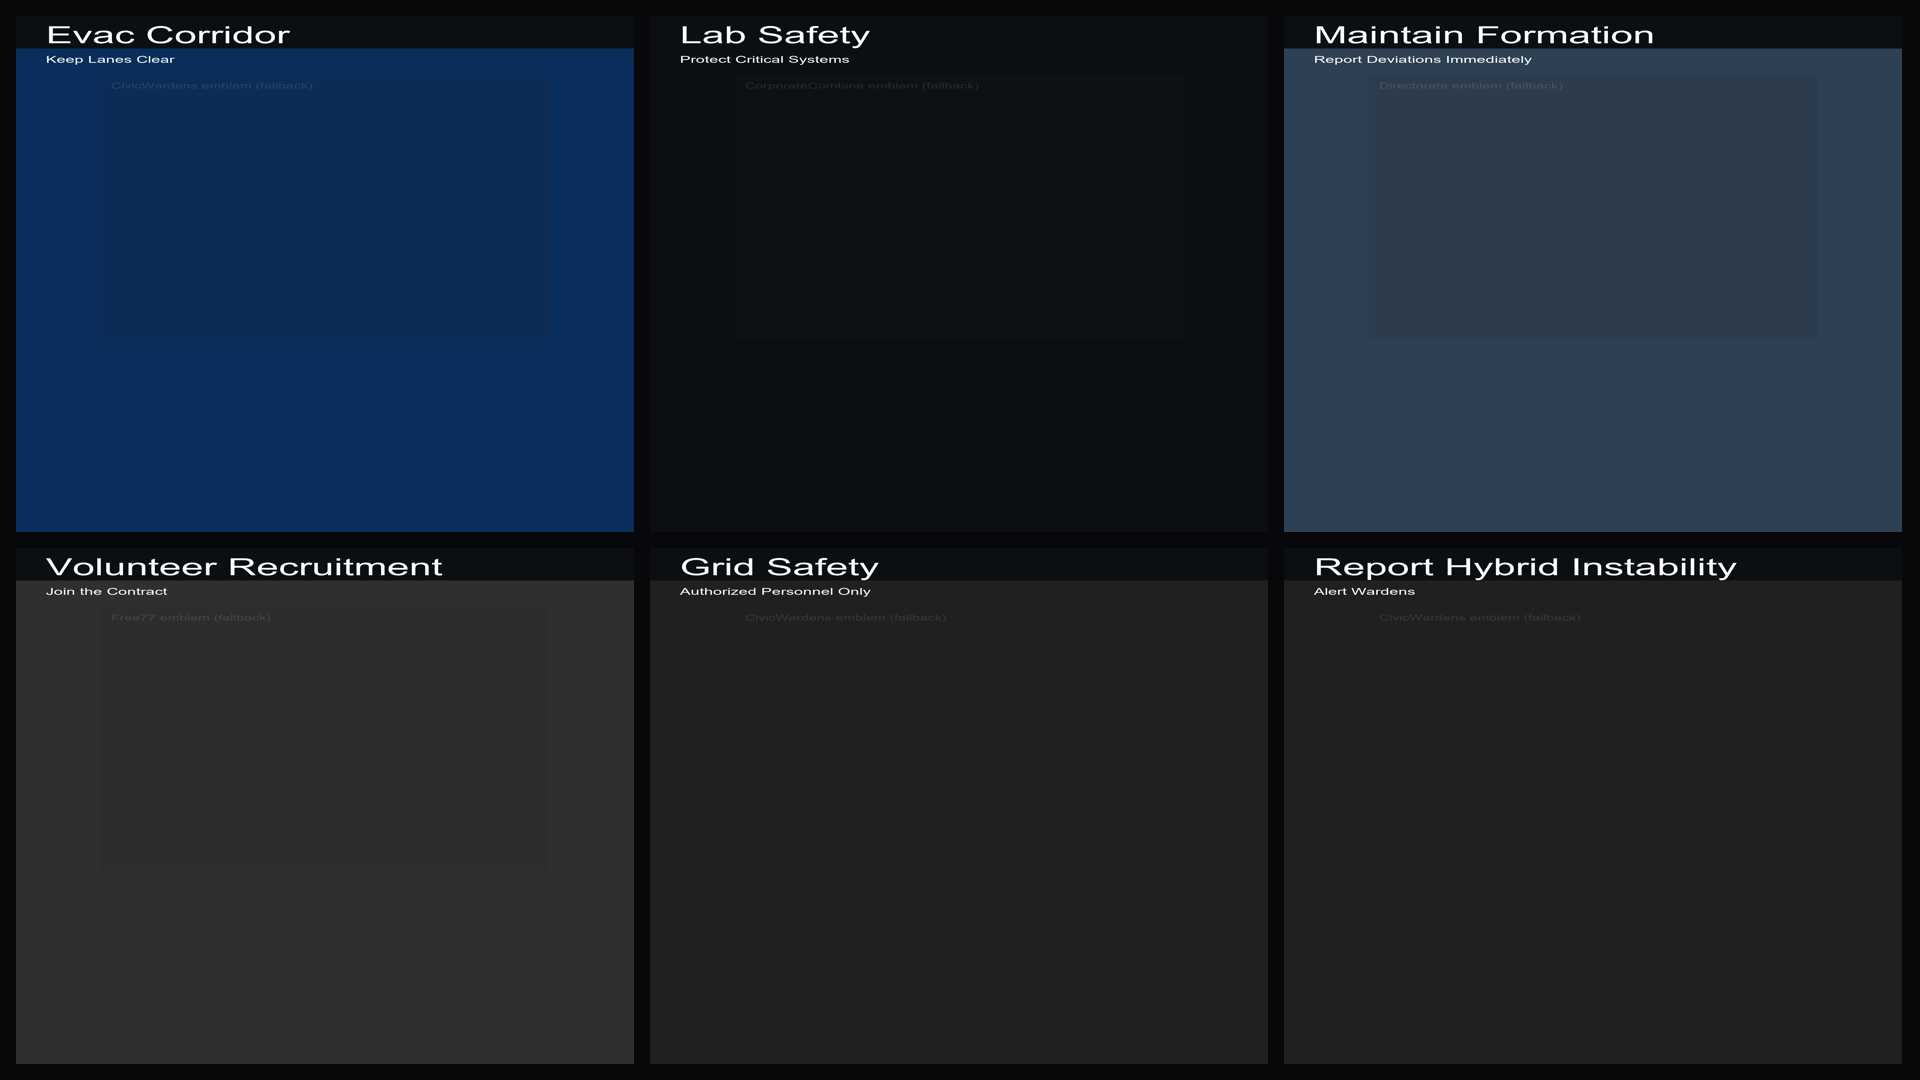 Evac Corridor
Keep Lanes Clear
CivicWardens emblem (fallback)
Lab Safety
Protect Critical Systems
CorporateCombine emblem (fallback)
Maintain Formation
Report Deviations Immediately
Directorate emblem (fallback)
Volunteer Recruitment
Join the Contract
Free77 emblem (fallback)
Grid Safety
Authorized Personnel Only
CivicWardens emblem (fallback)
Report Hybrid Instability
Alert Wardens
CivicWardens emblem (fallback)